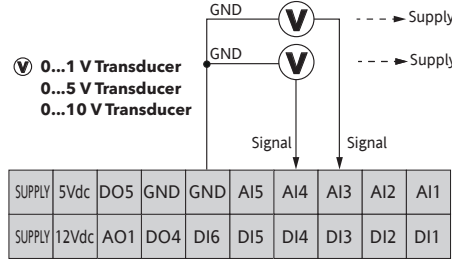 GND
V
Supply
GND
V
Supply
V 0...1 V Transducer
0...5 V Transducer
0...10 V Transducer
Signal Signal
SUPPLY 5Vdc DO5 GND GND AI5 AI4 AI3 AI2 AI1
SUPPLY 12Vdc AO1 DO4 DI6 DI5 DI4 DI3 DI2 DI1